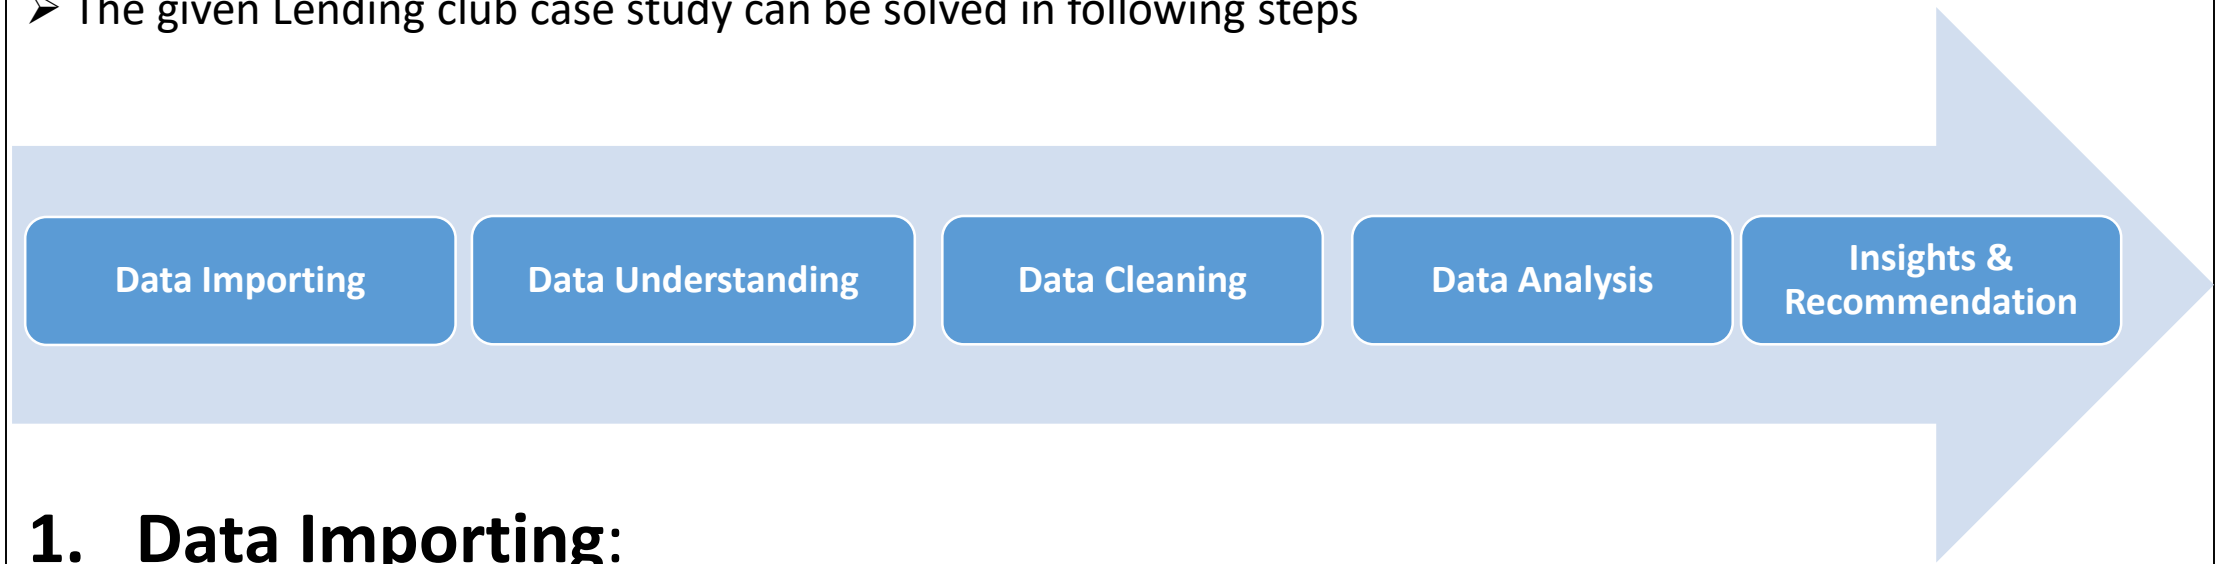 ➢ The given Lending club case study can be solved in following steps
Data Importing
Data Understanding
Data Cleaning
Data Analysis
Insights &
Recommendation
1. Data Importing: